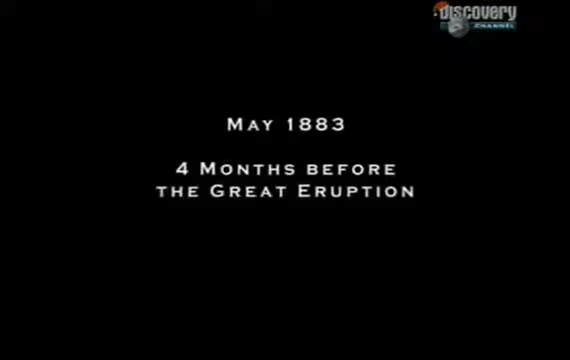 discovery
CHANNEL
MAY 1883
4 MONTHS BEFORE
THE GREAT ERUPTION